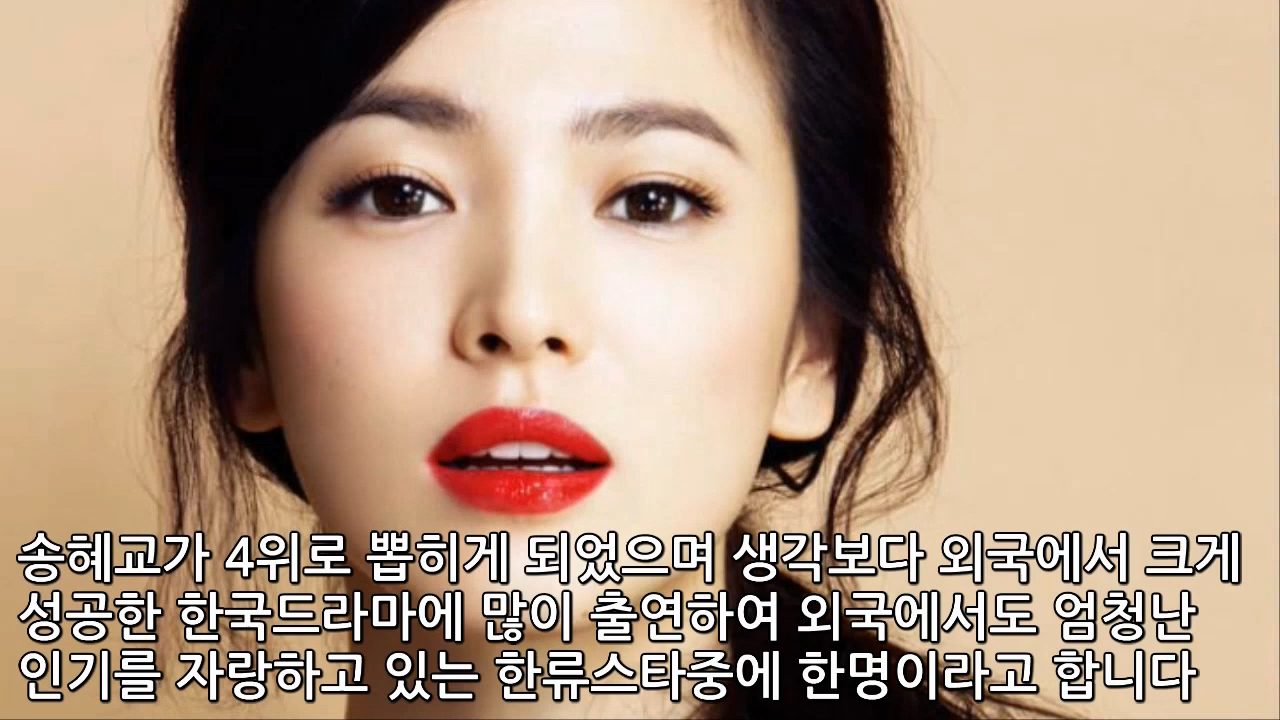 송혜교가 4위로 뽑히게 되었으며 생각보다 외국에서 크게
성공한 한국드라마에 많이 출연하여 외국에서도 엄청난
인기를 자랑하고 있는 한류스타중에 한명이라고 합니다